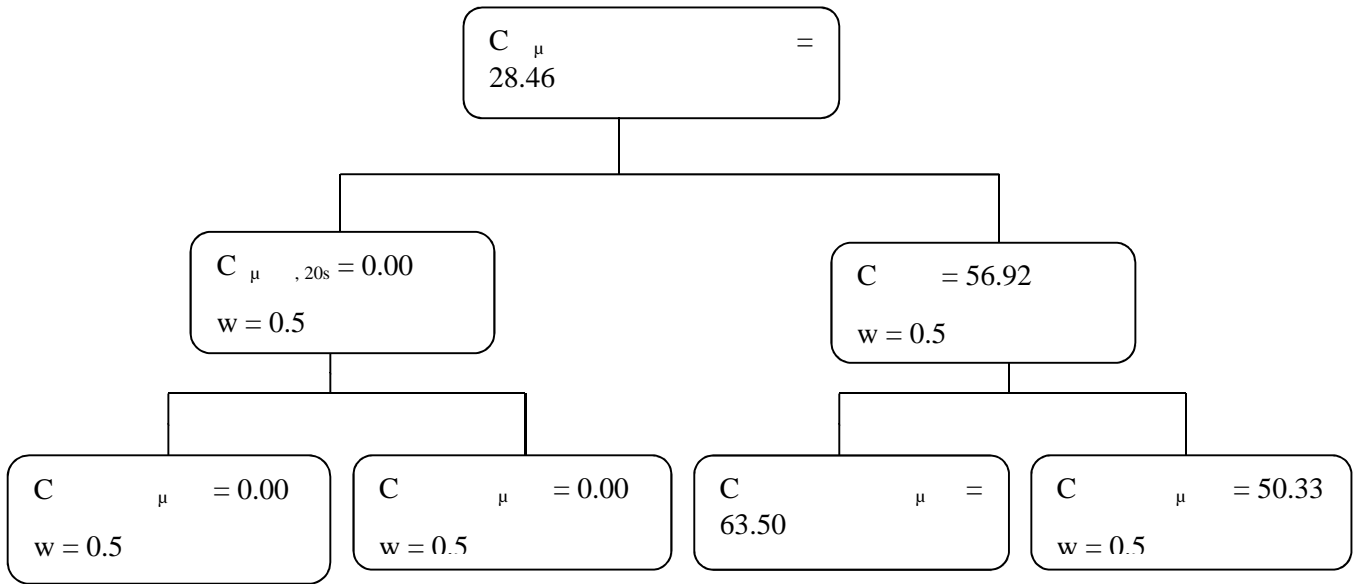 C μ =
28.46
C μ , 20s = 0.00
w = 0.5
C = 56.92
w = 0.5
C μ = 0.00
w = 0.5
C μ = 0.00
w = 0.5
C μ =
63.50
C μ = 50.33
w = 0.5